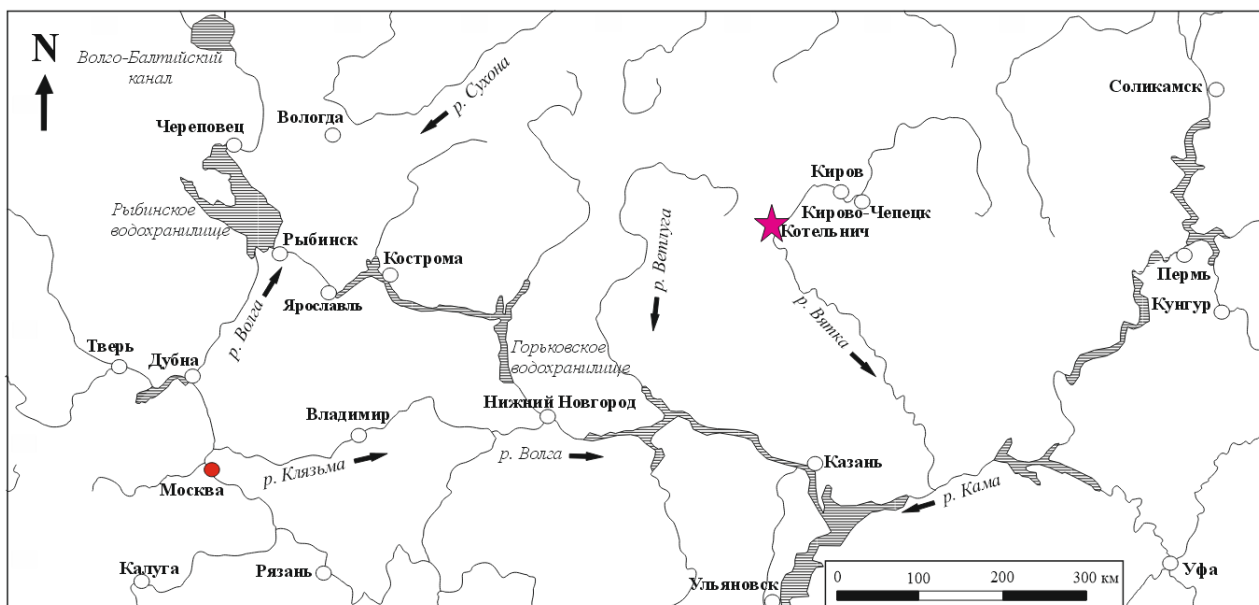 N
Волго-Балтийский
канал
р. Сухона
Соликамск
Вологда
Череповец
Киров
Кирово-Чепецк
Котельнич
Рыбинское
водохранилище
р. Ветлуга
Рыбинск
Кострома
Пермь
Кунгур
Ярославль
р. Волга
р. Вятка
Тверь
Дубна
Горьковское
водохранилище
Нижний Новгород
Владимир
р. Волга
р. Клязьма
Казань
Москва
р. Кама
Калуга
Рязань
Ульяновск
Уфа
0 100 200 300 км